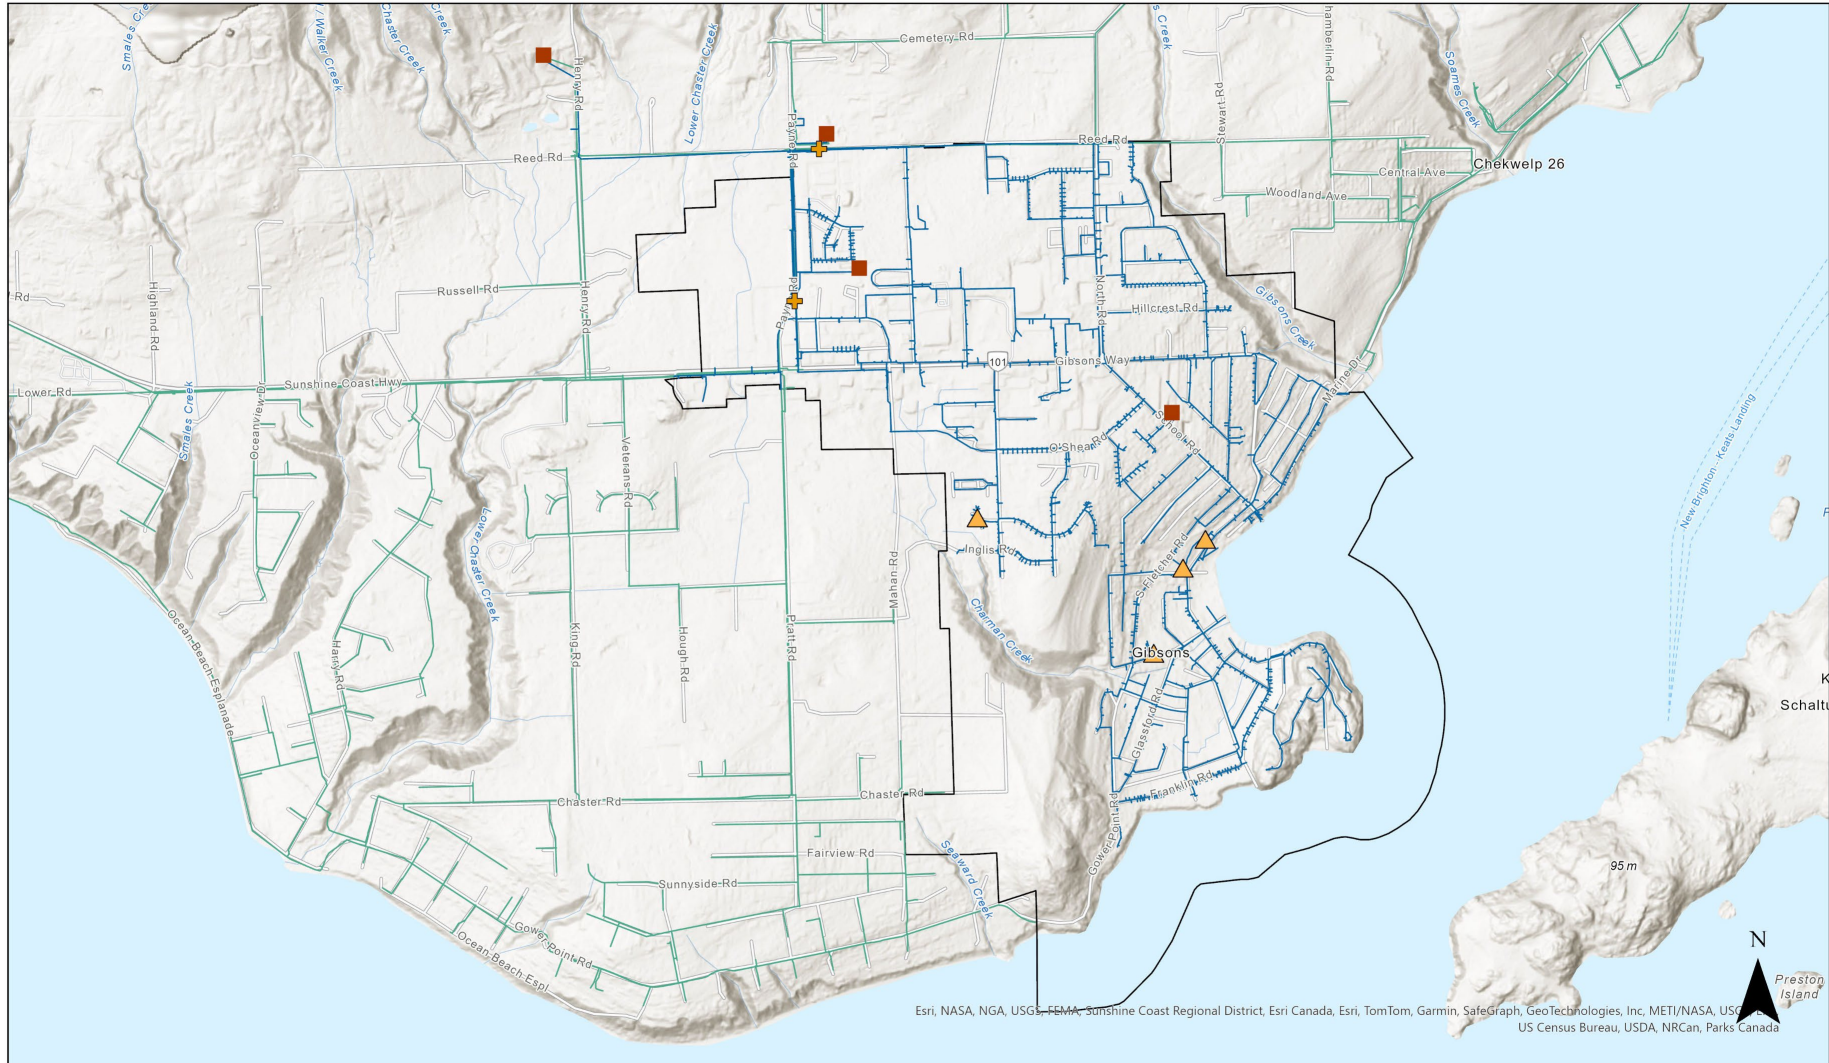 Smales Cre
Walker Creek
Chaster Creek
Creek
Lower Chaster Creek
Cemetery Rd
s Creek
hamberlin-Rd
Soames Creek
Henry-Rd
Payne-Rd
Stewart-Rd
Reed Rd
Reed Rd
Chekwelp 26
Central Ave
Woodland Ave
Rd
Highland-Rd
Russell-Rd
Henry-Rd
Payn
Rd
North-Rd
Hillcrest Rd
Gibsons Creek
101
Gibsons Way
Marine Dr
Lower Rd
Sunshine Coast Hwy
Smales Creek
Oceanview-Dr
Veterans-Rd
O'Shea Rd
School Rd
New Brighton - Keats Landing
Lower Chaster Creek
Inglis Rd
S-Fletcher-Rd
Mahan-Rd
Charman Creek
Ocean-Beach-Esplanade
Harry-Rd
King-Rd
Hough-Rd
Pratt-Rd
Gibsons
K
Schaltu
Glassford-Rd
Franklin-Rd
Chaster Rd
Chaster Rd
Gower-Point-Rd
Fairview Rd
Seaward Creek
Sunnyside-Rd
95 m
Gower Point Rd
Ocean-Beach-Espl
N
Preston
Island
Esri, NASA, NGA, USGS, FEMA, Sunshine Coast Regional District, Esri Canada, Esri, TomTom, Garmin, SafeGraph, GeoTechnologies, Inc, METI/NASA, USG
US Census Bureau, USDA, NRCan, Parks Canada